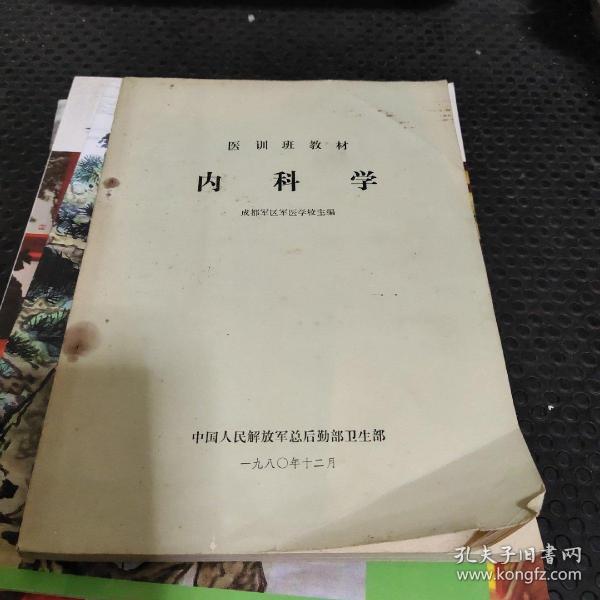 医训班教材
内科学
成都军区军医学校主编
中国人民解放军总后勤部卫生部
一九八〇年十二月
孔夫子旧书网
www.kongfz.com